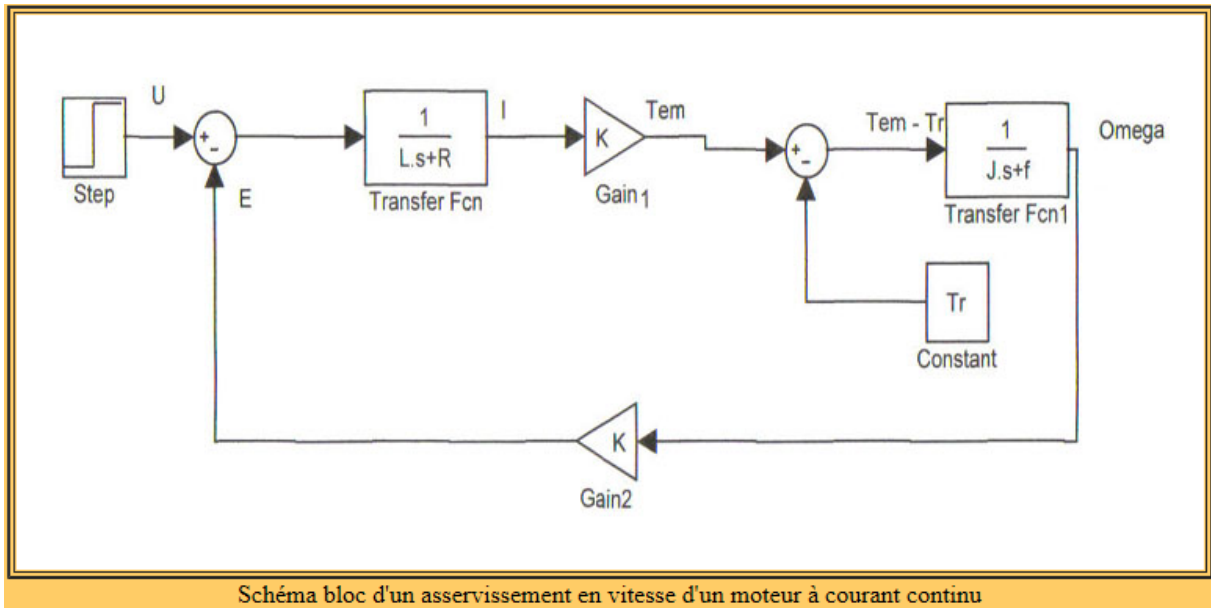 U
+
-
Step
E
1
L.s+R
Transfer Fcn
I
K
Gain1
Tem
+
-
Tem - Tr
1
J.s+f
Transfer Fcn1
Omega
Tr
Constant
K
Gain2
Schéma bloc d'un asservissement en vitesse d'un moteur à courant continu